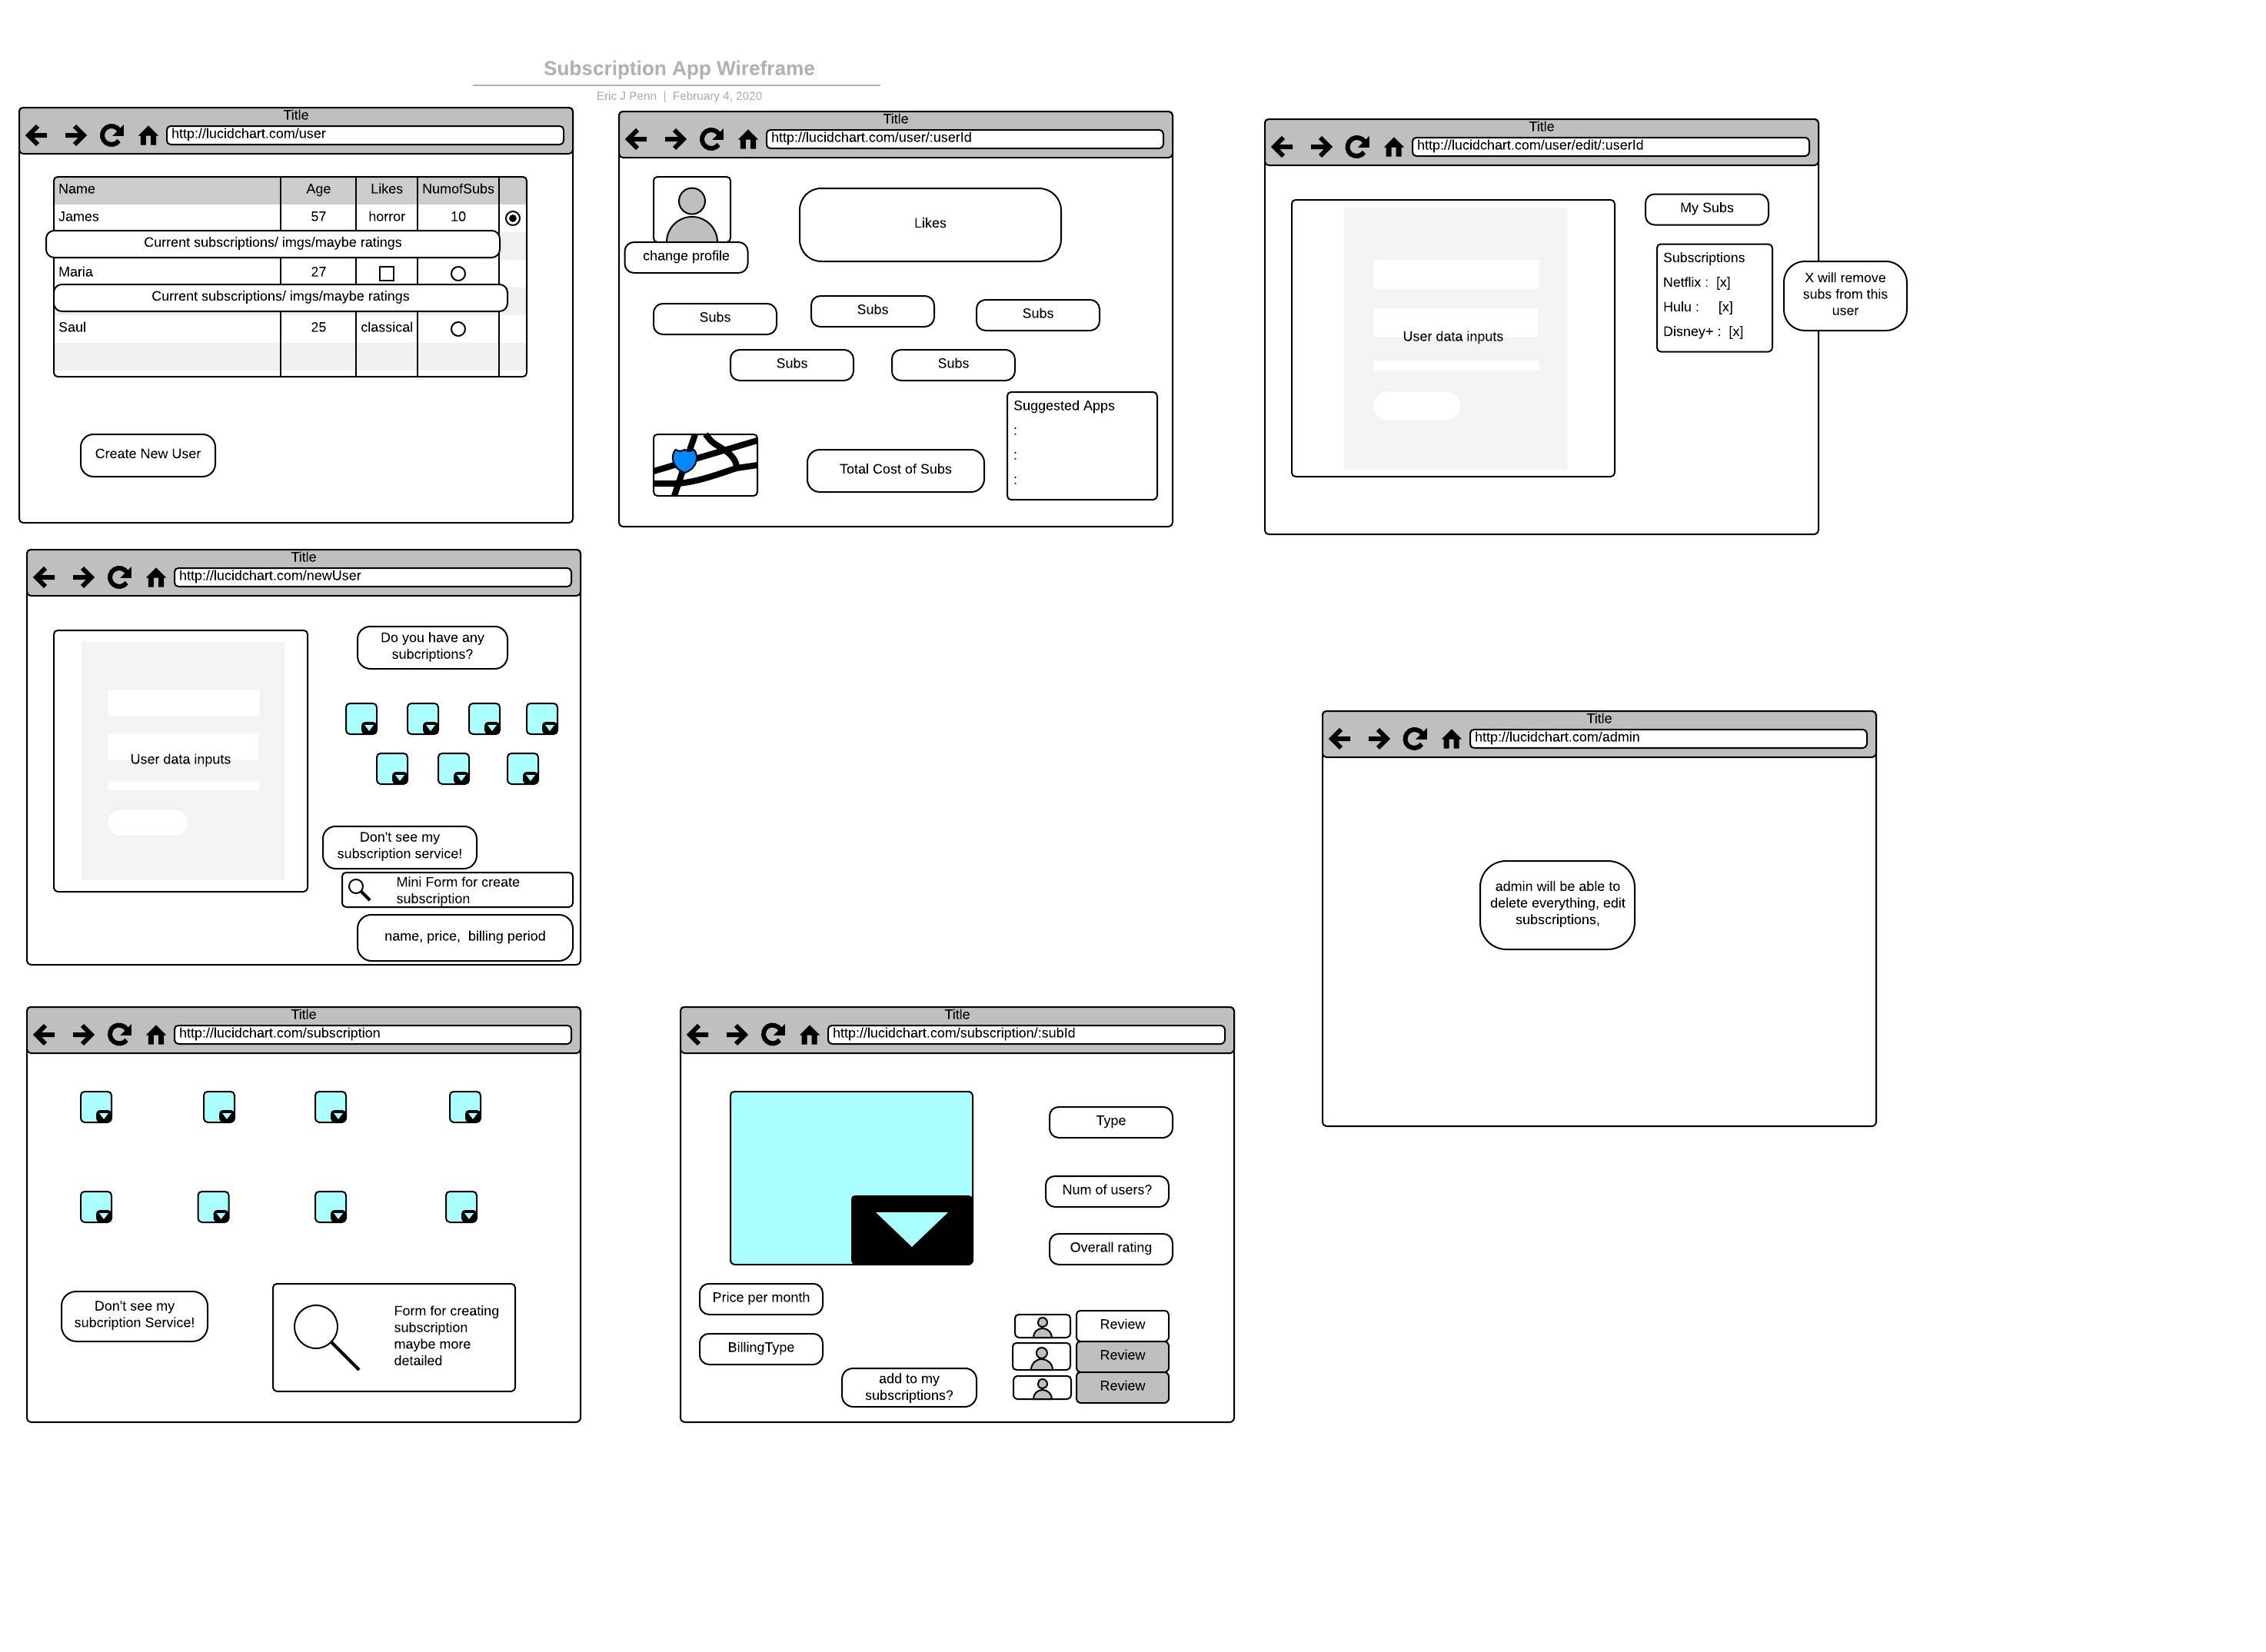 Subscription App Wireframe
Eric J Penn | February 4, 2020
Title
http://lucidchart.com/user
Name Age Likes NumofSubs
James 57 horror 10
Current subscriptions/ imgs/maybe ratings
Maria 27
Current subscriptions/ imgs/maybe ratings
Saul 25 classical
Create New User
Title
http://lucidchart.com/user/:userId
Likes
change profile
Subs
Subs
Subs
Subs
Subs
Suggested Apps
:
:
:
Total Cost of Subs
Title
http://lucidchart.com/user/edit/:userId
User data inputs
My Subs
Subscriptions
Netflix : [x]
Hulu : [x]
Disney+ : [x]
X will remove
subs from this
user
Title
http://lucidchart.com/newUser
User data inputs
Do you have any
subcriptions?
Don't see my
subscription service!
Mini Form for create
subscription
name, price, billing period
Title
http://lucidchart.com/admin
admin will be able to
delete everything, edit
subscriptions,
Title
http://lucidchart.com/subscription
Don't see my
subcription Service!
Form for creating
subscription
maybe more
detailed
Title
http://lucidchart.com/subscription/:subId
Type
Num of users?
Overall rating
Price per month
BillingType
add to my
subscriptions?
Review
Review
Review